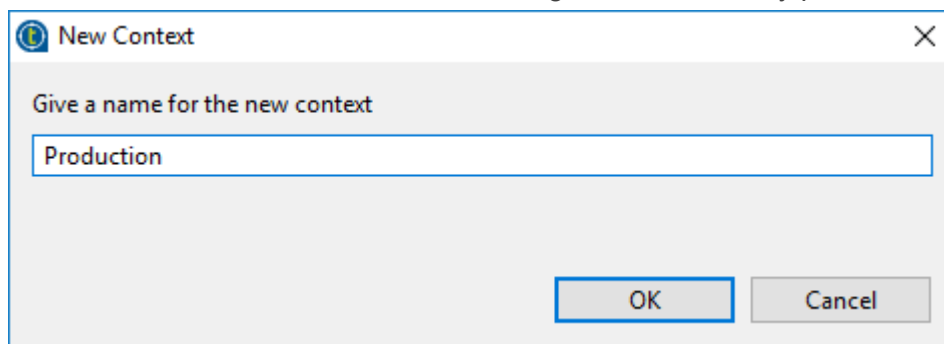 New Context
Give a name for the new context
Production
OK
Cancel